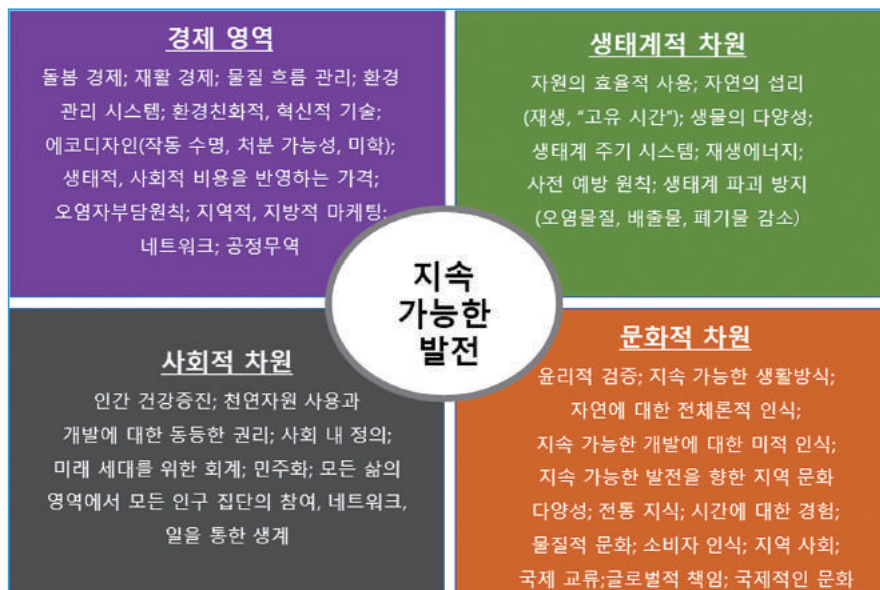 경제 영역
돌봄 경제; 재활 경제; 물질 흐름 관리; 환경
관리 시스템; 환경친화적, 혁신적 기술;
에코디자인(작동 수명, 처분 가능성, 미학);
생태적, 사회적 비용을 반영하는 가격;
오염자부담원칙; 지역적, 지방적 마케팅;
네트워크; 공정무역
생태계적 차원
자원의 효율적 사용; 자연의 섭리
(재생, "고유 시간"); 생물의 다양성;
생태계 주기 시스템; 재생에너지;
사전 예방 원칙; 생태계 파괴 방지
(오염물질, 배출물, 폐기물 감소)
지속
가능한
발전
사회적 차원
인간 건강증진; 천연자원 사용과
개발에 대한 동등한 권리; 사회 내 정의;
미래 세대를 위한 회계; 민주화; 모든 삶의
영역에서 모든 인구 집단의 참여, 네트워크,
일을 통한 생계
문화적 차원
윤리적 검증; 지속 가능한 생활방식;
자연에 대한 전체론적 인식;
지속 가능한 개발에 대한 미적 인식;
지속 가능한 발전을 향한 지역 문화
다양성; 전통 지식; 시간에 대한 경험;
물질적 문화; 소비자 인식; 지역 사회;
국제 교류;글로벌적 책임; 국제적인 문화